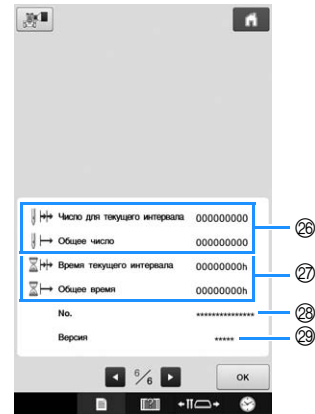 Число для текущего интервала 000000000 ㉖
Общее число 000000000
Время текущего интервала 00000000h ㉗
Общее время 00000000h
No. *************** ㉘
Версия ***** ㉙
6/6 OK